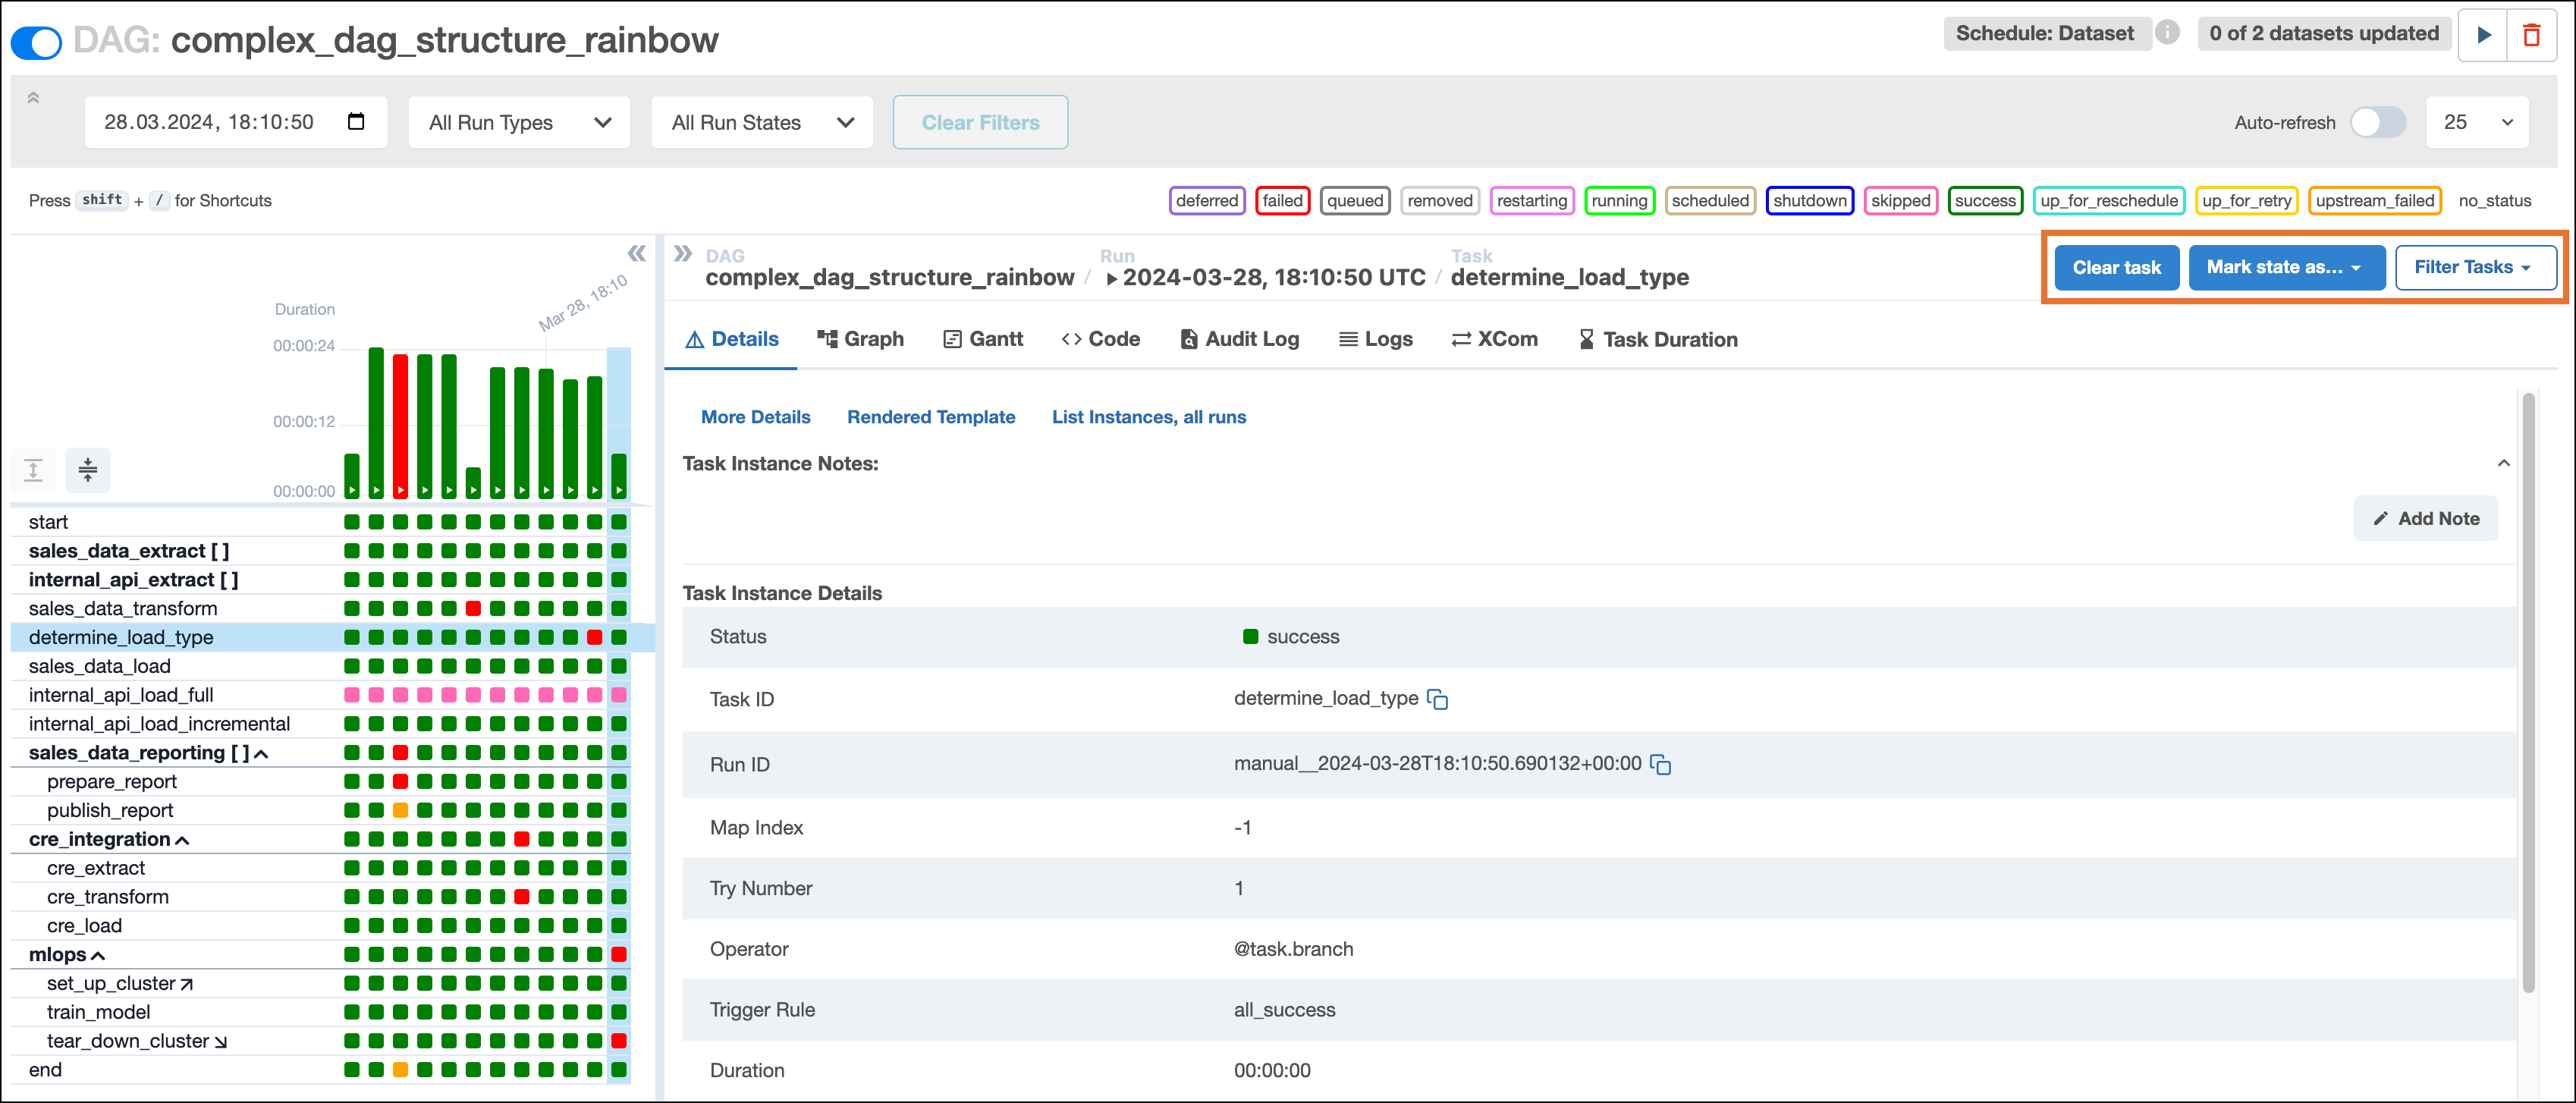 DAG: complex_dag_structure_rainbow
Schedule: Dataset
0 of 2 datasets updated
28.03.2024, 18:10:50
All Run Types
All Run States
Clear Filters
Auto-refresh
25
Press shift + / for Shortcuts
deferred failed queued removed restarting running scheduled shutdown skipped success up_for_reschedule up_for_retry upstream_failed no_status
DAG
complex_dag_structure_rainbow
/
Run
2024-03-28, 18:10:50 UTC
/
Task
determine_load_type
Clear task
Mark state as...
Filter Tasks
Duration
Mar 28, 18:10
00:00:24
00:00:12
00:00:00
start
sales_data_extract [ ]
internal_api_extract [ ]
sales_data_transform
determine_load_type
sales_data_load
internal_api_load_full
internal_api_load_incremental
sales_data_reporting [ ]
prepare_report
publish_report
cre_integration
cre_extract
cre_transform
cre_load
mlops
set_up_cluster
train_model
tear_down_cluster
end
Details
Graph
Gantt
Code
Audit Log
Logs
XCom
Task Duration
More Details
Rendered Template
List Instances, all runs
Task Instance Notes:
Add Note
Task Instance Details
Status success
Task ID determine_load_type
Run ID manual__2024-03-28T18:10:50.690132+00:00
Map Index -1
Try Number 1
Operator @task.branch
Trigger Rule all_success
Duration 00:00:00